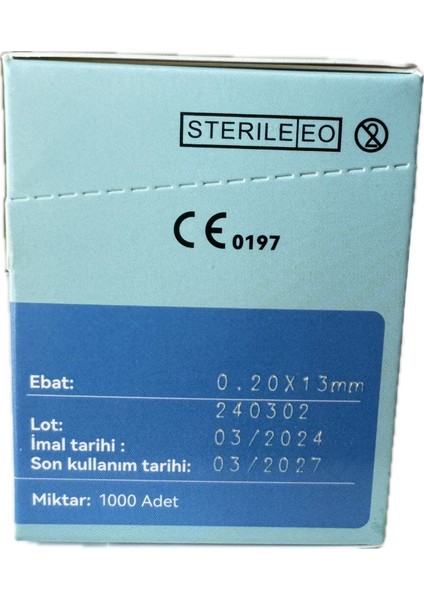 STERILE EO
CE 0197
Ebat: 0.20X13mm
Lot: 240302
İmal tarihi : 03/2024
Son kullanım tarihi: 03/2027
Miktar: 1000 Adet